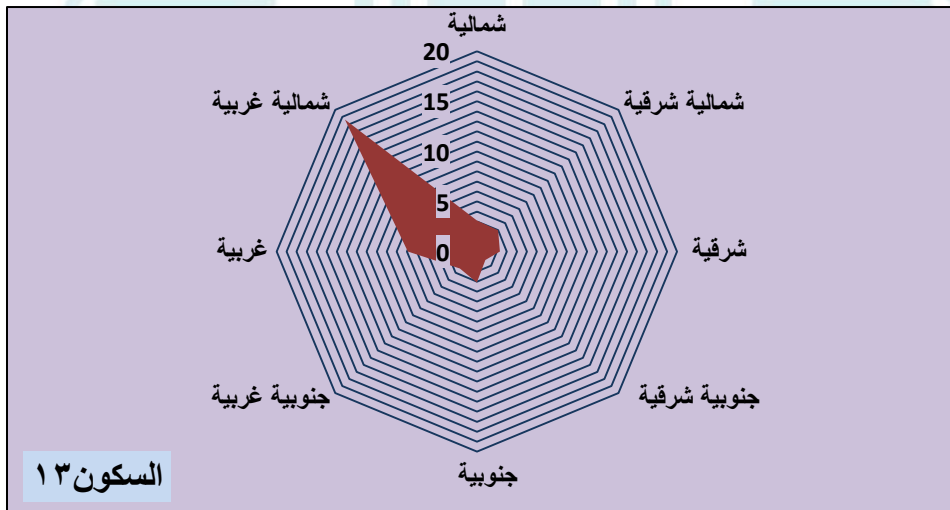 شمالية
20
شمالية شرقية
شمالية غربية
15
10
5
شرقية
0
غربية
جنوبية شرقية
جنوبية غربية
جنوبية
السكون١٣